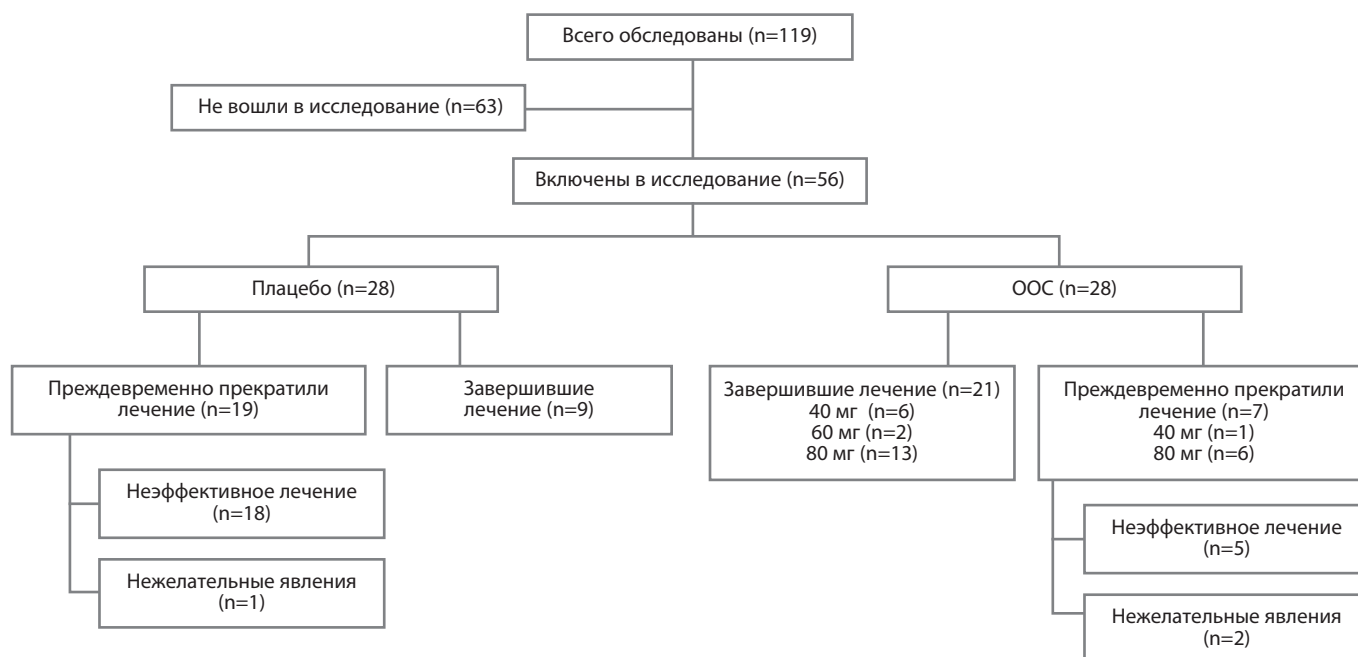 Всего обследованы (n=119)
Не вошли в исследование (n=63)
Включены в исследование (n=56)
Плацебо (n=28)
ООС (n=28)
Преждевременно прекратили
лечение (n=19)
Завершившие
лечение (n=9)
Завершившие лечение (n=21)
40 мг (n=6)
60 мг (n=2)
80 мг (n=13)
Преждевременно прекратили
лечение (n=7)
40 мг (n=1)
80 мг (n=6)
Неэффективное лечение
(n=18)
Нежелательные явления
(n=1)
Неэффективное лечение
(n=5)
Нежелательные явления
(n=2)